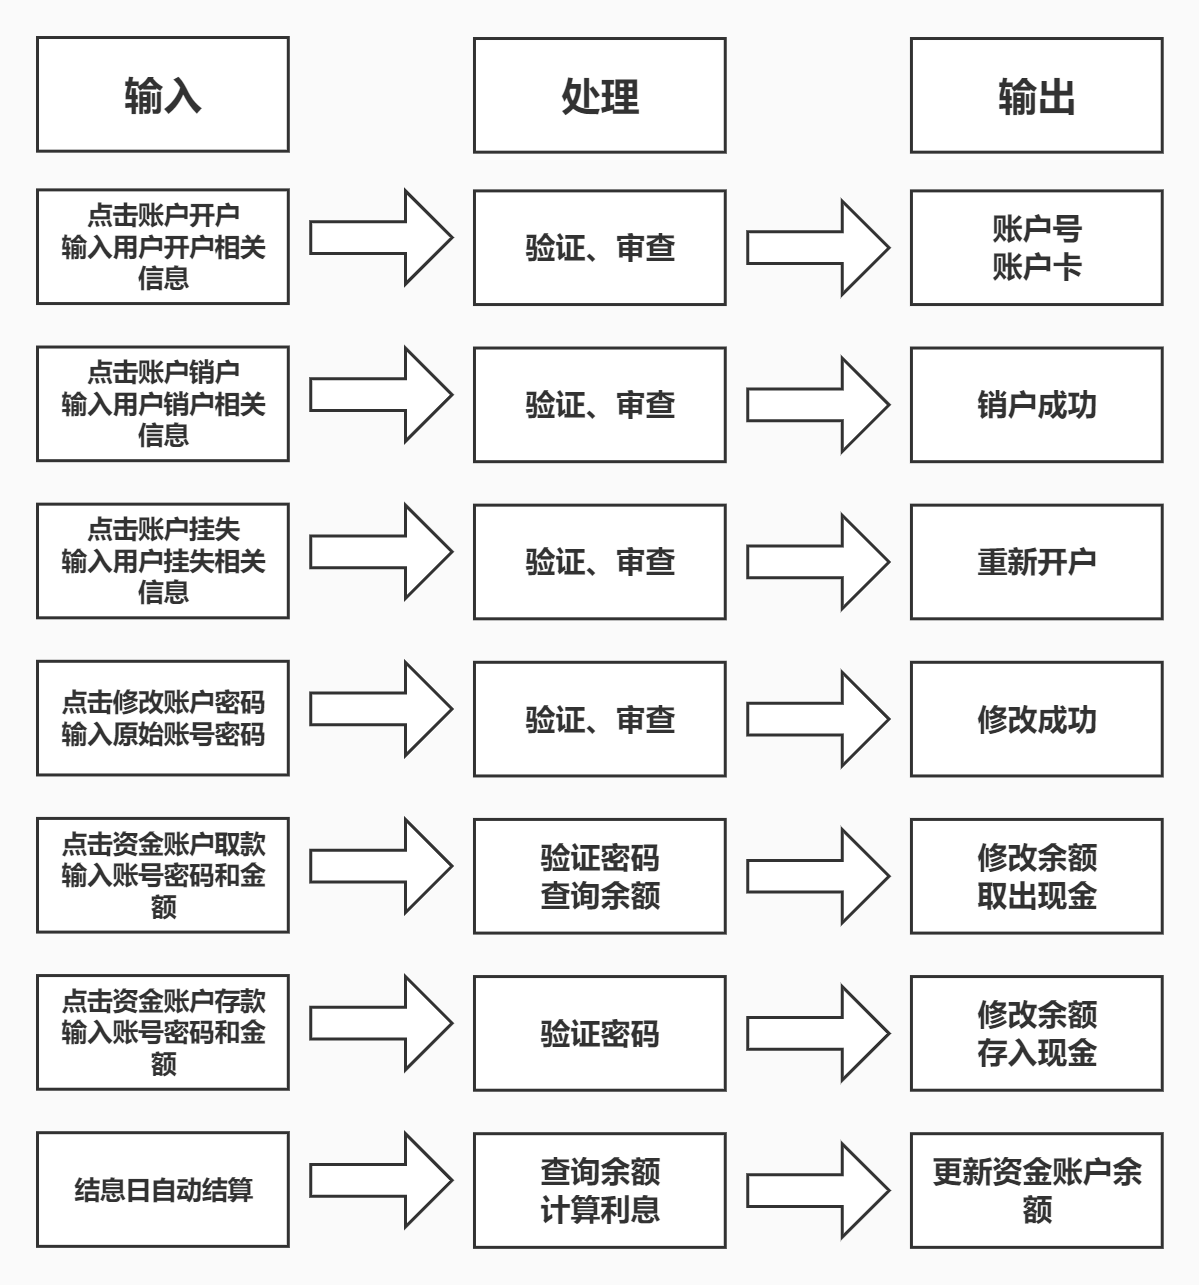 输入
处理
输出
点击账户开户
输入用户开户相关
信息
验证、审查
账户号
账户卡
点击账户销户
输入用户销户相关
信息
验证、审查
销户成功
点击账户挂失
输入用户挂失相关
信息
验证、审查
重新开户
点击修改账户密码
输入原始账号密码
验证、审查
修改成功
点击资金账户取款
输入账号密码和金
额
验证密码
查询余额
修改余额
取出现金
点击资金账户存款
输入账号密码和金
额
验证密码
修改余额
存入现金
结息日自动结算
查询余额
计算利息
更新资金账户余
额